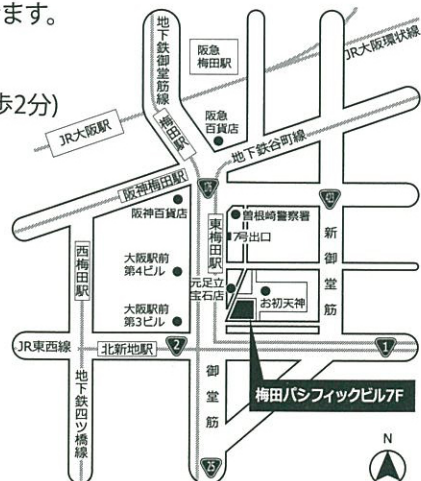 ます。
歩2分)
地下鉄御堂筋線
梅田駅
阪急
梅田駅
JR大阪環状線
JR大阪駅
阪急
百貨店
地下鉄谷町線
阪神梅田駅
阪神百貨店
東梅田駅
曽根崎警察署
7号出口
新御堂筋
西梅田駅
大阪駅前
第4ビル
元足立
宝石店
お初天神
大阪駅前
第3ビル
JR東西線
北新地駅
2
1
御堂筋
梅田パシフィックビル7F
地下鉄四ツ橋線
25
N